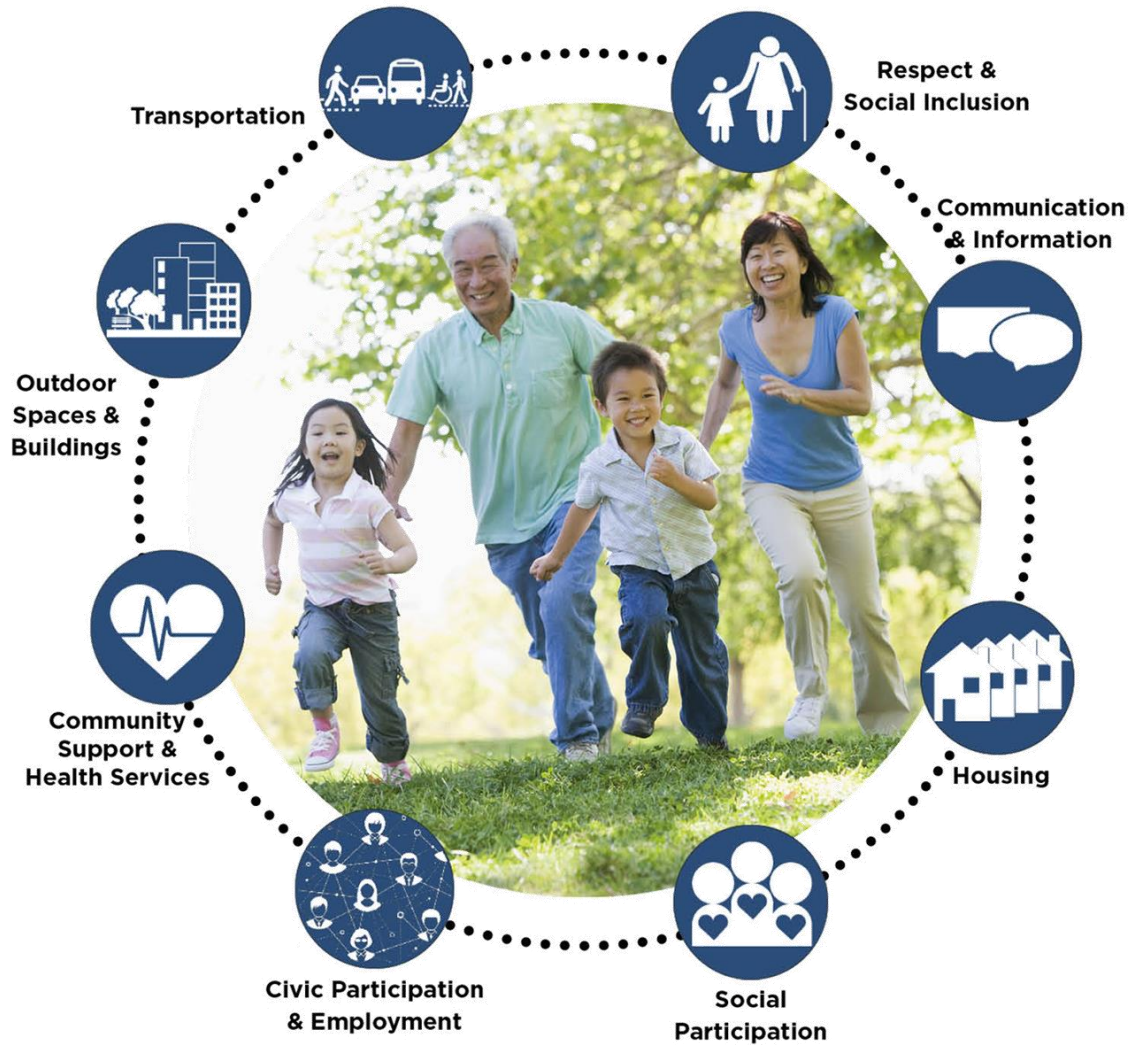 Transportation
Respect &
Social Inclusion
Communication
& Information
Housing
Social
Participation
Civic Participation
& Employment
Community
Support &
Health Services
Outdoor
Spaces &
Buildings